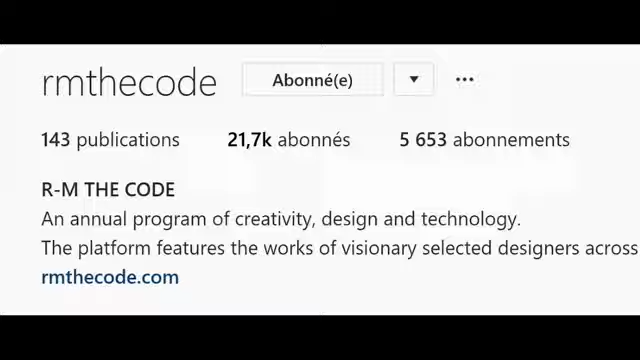 rmthecode Abonné(e)
143 publications 21,7k abonnés 5 653 abonnements
R-M THE CODE
An annual program of creativity, design and technology.
The platform features the works of visionary selected designers across
rmthecode.com